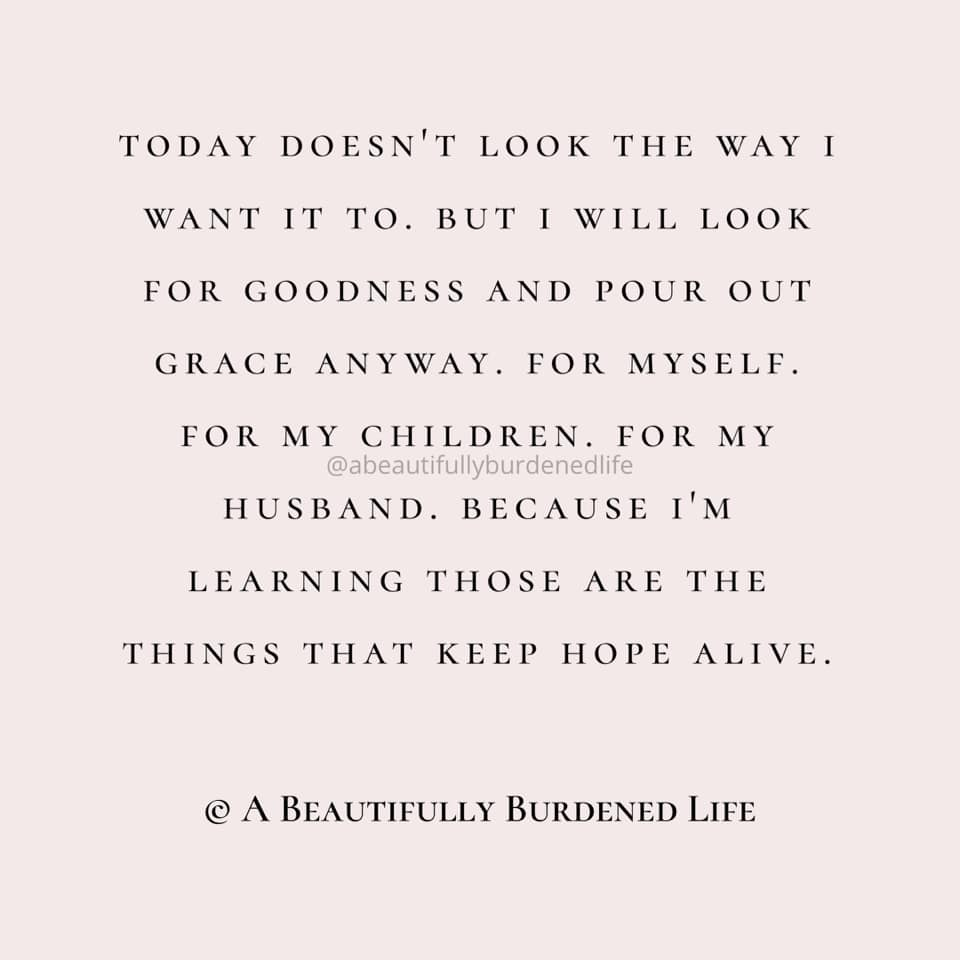 TODAY DOESN'T LOOK THE WAY I
WANT IT TO. BUT I WILL LOOK
FOR GOODNESS AND POUR OUT
GRACE ANYWAY. FOR MYSELF.
FOR MY CHILDREN. FOR MY
@abeautifullyburdenedlife
HUSBAND. BECAUSE I'M
LEARNING THOSE ARE THE
THINGS THAT KEEP HOPE ALIVE.
© A BEAUTIFULLY BURDENED LIFE